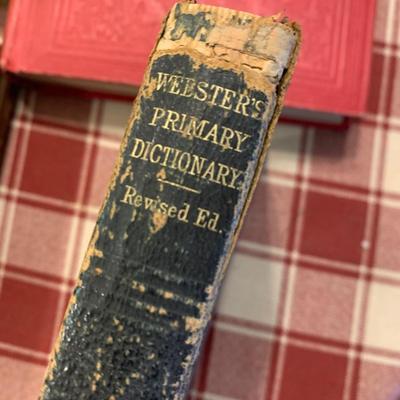 WEBSTER'S
PRIMARY
DICTIONARY.
Revised Ed.